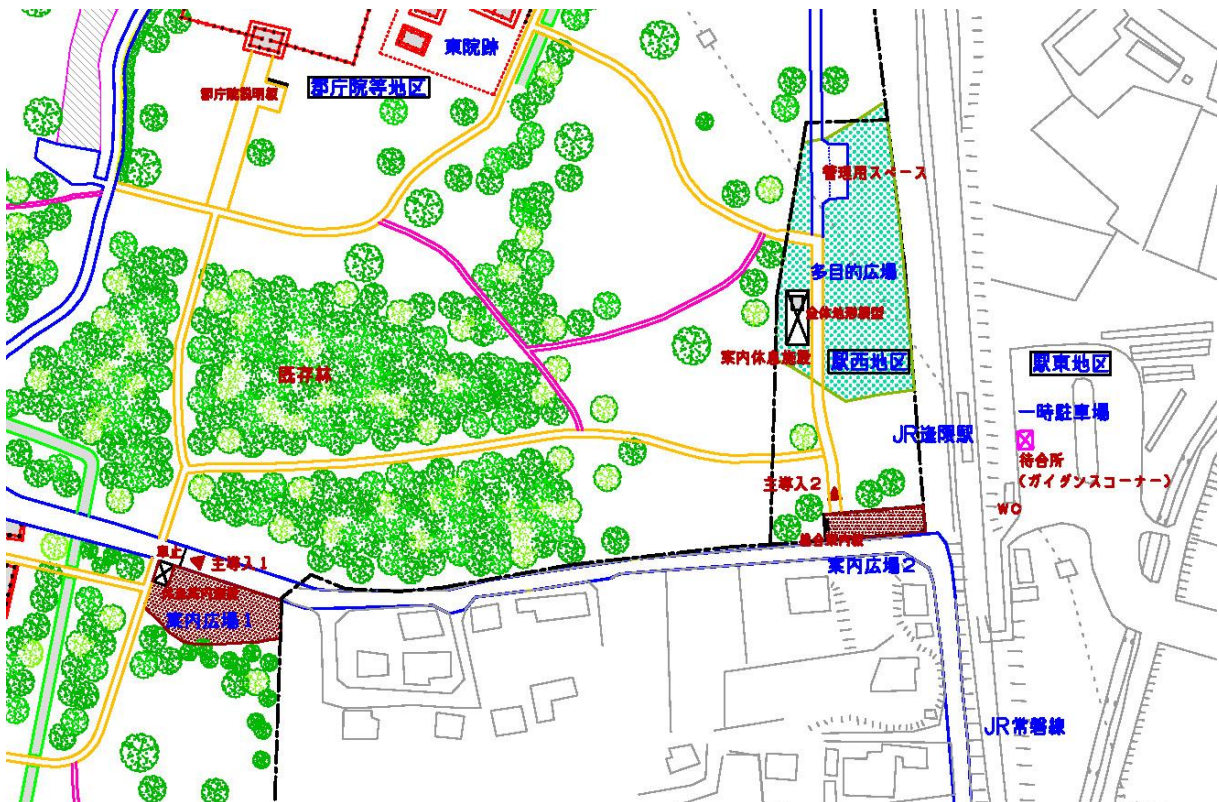 東院跡
郡庁院等地区
郡庁院説明板
管理用スペース
多目的広場
全体地形模型
案内休息施設
駅西地区
駅東地区
既存林
一時駐車場
JR逢隈駅
待合所
(ガイダンスコーナー)
主導入2
WC
総合案内板
車止
主導入1
案内広場2
案内広場1
JR常磐線